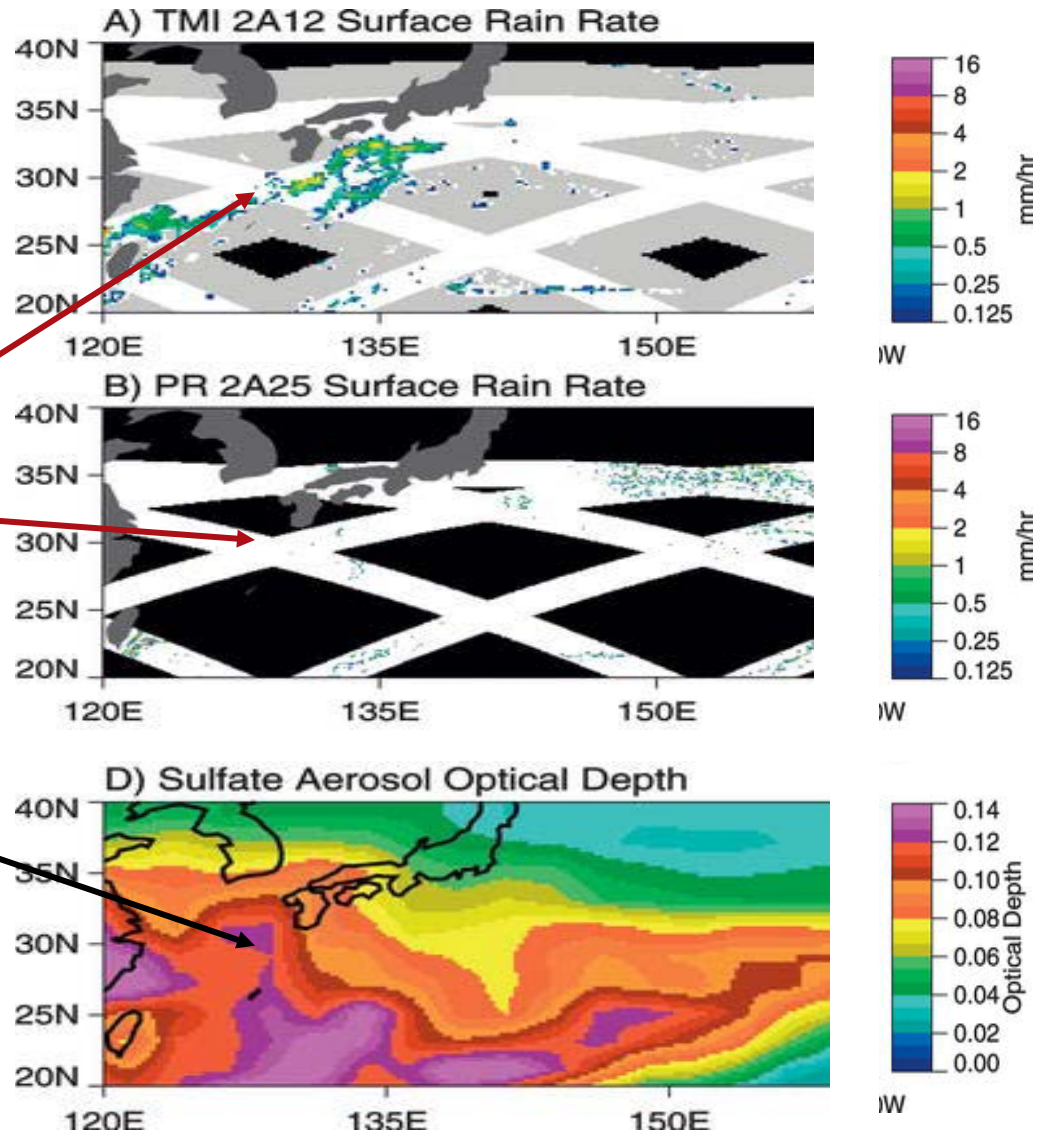 A) TMI 2A12 Surface Rain Rate
40N
35N
30N
25N
20N
120E 135E 150E
16
8
4
2
1
0.5
0.25
0.125
mm/hr
)W
B) PR 2A25 Surface Rain Rate
40N
35N
30N
25N
20N
120E 135E 150E
16
8
4
2
1
0.5
0.25
0.125
mm/hr
)W
D) Sulfate Aerosol Optical Depth
40N
35N
30N
25N
20N
120E 135E 150E
0.14
0.12
0.10
0.08
0.06
0.04
0.02
0.00
Optical Depth
)W